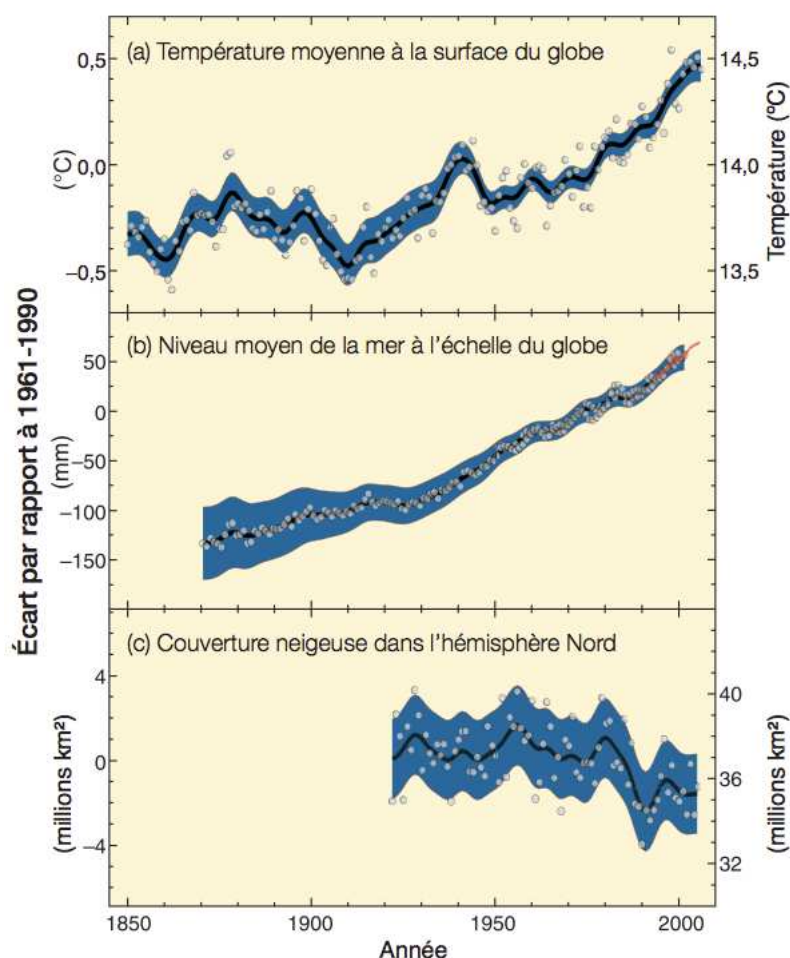 (a) Température moyenne à la surface du globe
0,5
0,0
−0,5
(°C)
14,5
14,0
13,5
Température (°C)
Écart par rapport à 1961-1990
(b) Niveau moyen de la mer à l'échelle du globe
50
0
−50
−100
−150
(mm)
(c) Couverture neigeuse dans l'hémisphère Nord
4
0
−4
(millions km²)
40
36
32
(millions km²)
1850
1900
1950
2000
Année